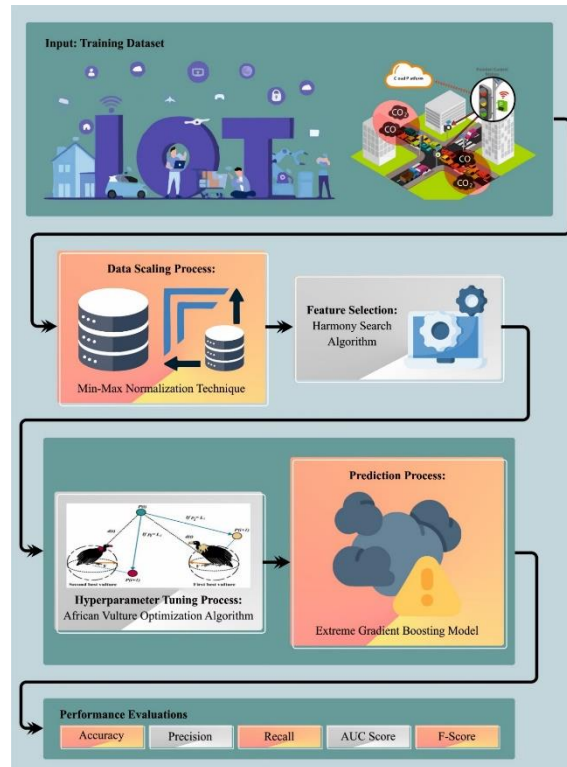 Input: Training Dataset
IOT
Cloud Platform
CO
CO
CO
CO₂
Data Scaling Process:
Min-Max Normalization Technique
Feature Selection:
Harmony Search
Algorithm
Second best vulture
First best vulture
Hyperparameter Tuning Process:
African Vulture Optimization Algorithm
Prediction Process:
Extreme Gradient Boosting Model
Performance Evaluations
Accuracy
Precision
Recall
AUC Score
F-Score